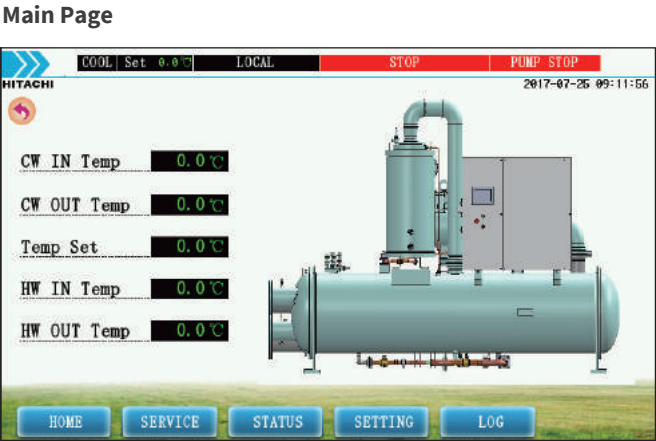 Main Page
COOL Set 0.0℃ LOCAL STOP PUMP STOP
HITACHI
2017-07-25 09:11:56
CW IN Temp 0.0℃
CW OUT Temp 0.0℃
Temp Set 0.0℃
HW IN Temp 0.0℃
HW OUT Temp 0.0℃
HOME SERVICE STATUS SETTING LOG